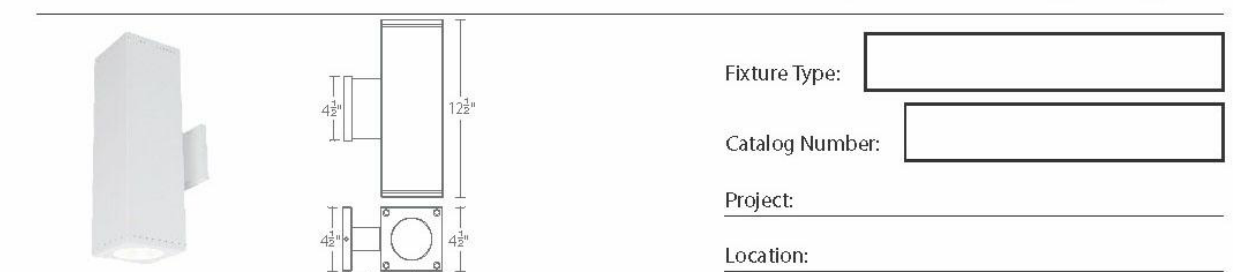 4½"
12½"
4½"
4½"
Fixture Type:
Catalog Number:
Project:
Location: